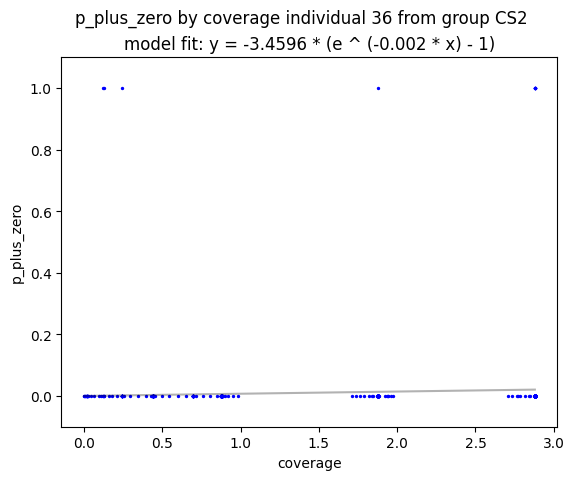 p_plus_zero by coverage individual 36 from group CS2
model fit: y = -3.4596 * (e ^ (-0.002 * x) - 1)
1.0
0.8
0.6
0.4
0.2
0.0
p_plus_zero
0.0 0.5 1.0 1.5 2.0 2.5 3.0
coverage